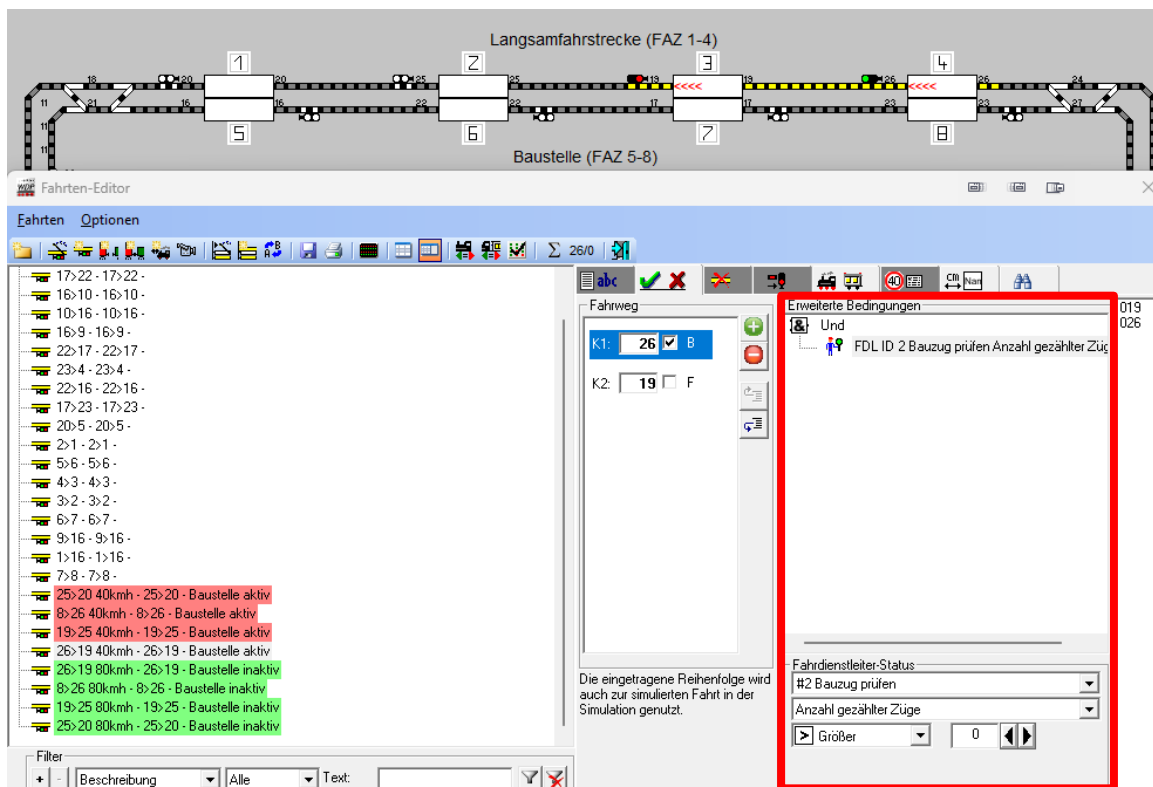 Langsamfahrstrecke (FAZ 1-4)
1 2 3 4
18 20 20 25 25 19 19 26 26 24
11 21 16 16 22 22 17 17 23 23 27
5 6 7 8
11
11
Baustelle (FAZ 5-8)
Fahrten-Editor
Fahrten Optionen
Σ 26/0
17>22 - 17>22 -
16>10 - 16>10 -
10>16 - 10>16 -
16>9 - 16>9 -
22>17 - 22>17 -
23>4 - 23>4 -
22>16 - 22>16 -
17>23 - 17>23 -
20>5 - 20>5 -
2>1 - 2>1 -
5>6 - 5>6 -
4>3 - 4>3 -
3>2 - 3>2 -
6>7 - 6>7 -
9>16 - 9>16 -
1>16 - 1>16 -
7>8 - 7>8 -
25>20 40kmh - 25>20 - Baustelle aktiv
8>26 40kmh - 8>26 - Baustelle aktiv
19>25 40kmh - 19>25 - Baustelle aktiv
26>19 40kmh - 26>19 - Baustelle aktiv
26>19 80kmh - 26>19 - Baustelle inaktiv
8>26 80kmh - 8>26 - Baustelle inaktiv
19>25 80kmh - 19>25 - Baustelle inaktiv
25>20 80kmh - 25>20 - Baustelle inaktiv
Filter
+ - Beschreibung Alle Text:
abc 40 cm Nam
Fahrweg
K1: 26 B
K2: 19 F
Die eingetragene Reihenfolge wird
auch zur simulierten Fahrt in der
Simulation genutzt.
Erweiterte Bedingungen
& Und
FDL ID 2 Bauzug prüfen Anzahl gezählter Züg
Fahrdienstleiter-Status
#2 Bauzug prüfen
Anzahl gezählter Züge
> Größer 0
019
026